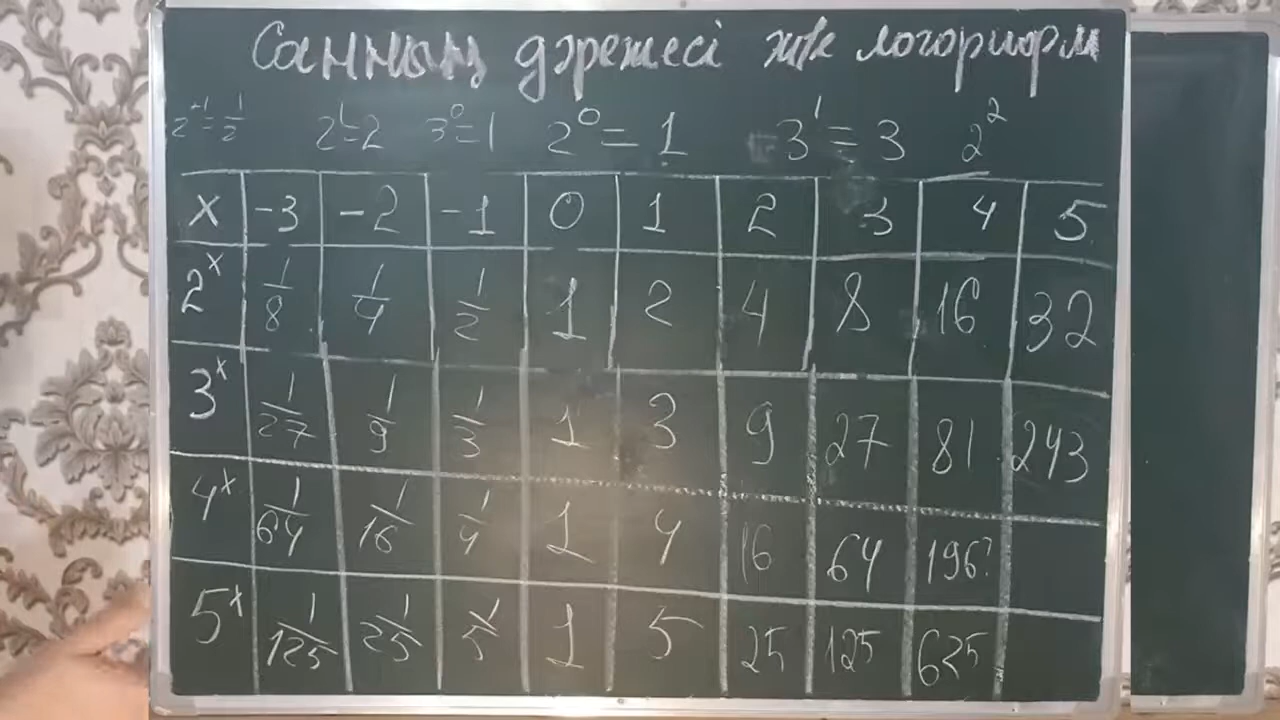 Санның дәрежесі жәк логорифм
2⁻¹=1/2 2¹=2 3⁰=1 2⁰=1 3¹=3 2²
x -3 -2 -1 0 1 2 3 4 5
2ˣ 1/8 1/4 1/2 1 2 4 8 16 32
3ˣ 1/27 1/9 1/3 1 3 9 27 81 243
4ˣ 1/64 1/16 1/4 1 4 16 64 196?
5ˣ 1/125 1/25 1/5 1 5 25 125 625